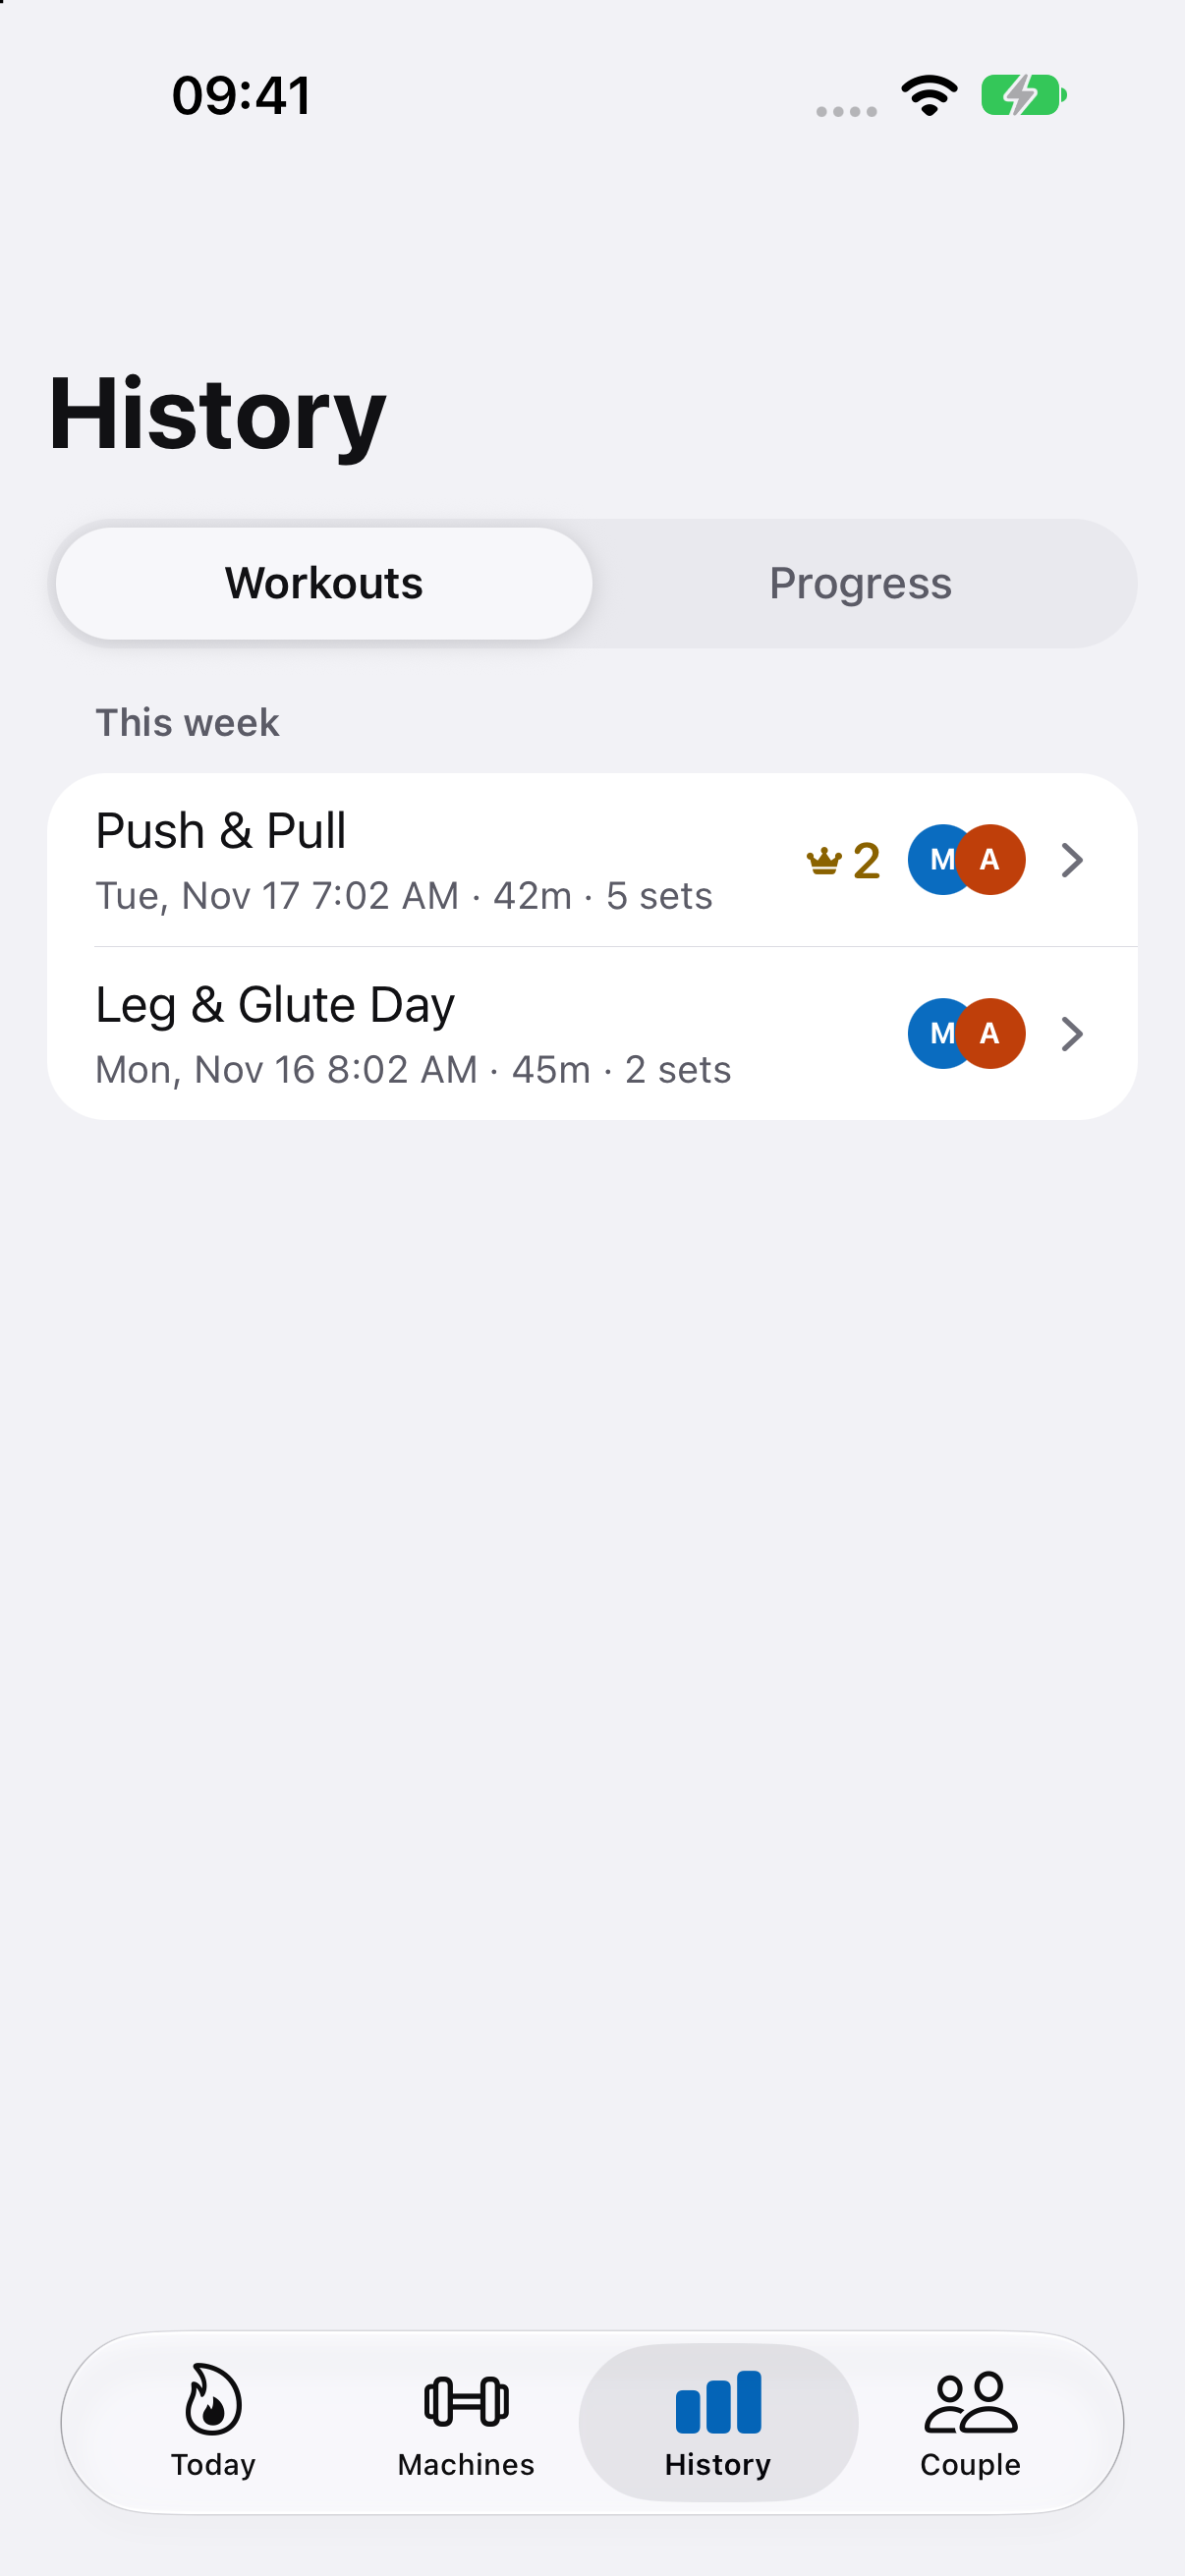 09:41
History
Workouts
Progress
This week
Push & Pull
2
M
A
Tue, Nov 17 7:02 AM · 42m · 5 sets
Leg & Glute Day
M
A
Mon, Nov 16 8:02 AM · 45m · 2 sets
Today
Machines
History
Couple